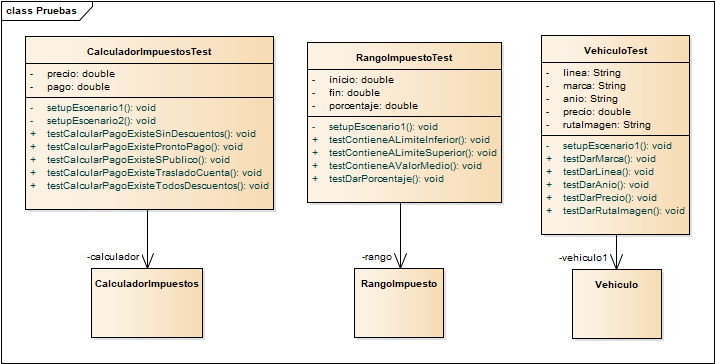 class Pruebas
CalculadorImpuestosTest
- precio: double
- pago: double
- setupEscenario1(): void
- setupEscenario2(): void
+ testCalcularPagoExisteSinDescuentos(): void
+ testCalcularPagoExisteProntoPago(): void
+ testCalcularPagoExisteSPublico(): void
+ testCalcularPagoExisteTrasladoCuenta(): void
+ testCalcularPagoExisteTodosDescuentos(): void
-calculador
CalculadorImpuestos
RangoImpuestoTest
- inicio: double
- fin: double
- porcentaje: double
- setupEscenario1(): void
+ testContieneALimiteInferior(): void
+ testContieneALimiteSuperior(): void
+ testContieneAValorMedio(): void
+ testDarPorcentaje(): void
-rango
RangoImpuesto
VehiculoTest
- linea: String
- marca: String
- anio: String
- precio: double
- rutaImagen: String
- setupEscenario1(): void
+ testDarMarca(): void
+ testDarLinea(): void
+ testDarAnio(): void
+ testDarPrecio(): void
+ testDarRutaImagen(): void
-vehiculo1
Vehiculo